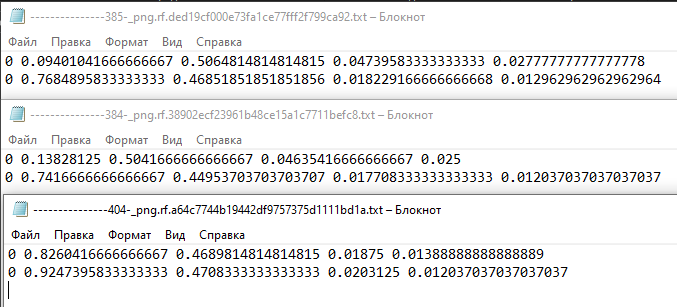 ---------------385-_png.rf.ded19cf000e73fa1ce77fff2f799ca92.txt – Блокнот
Файл Правка Формат Вид Справка
0 0.09401041666666667 0.5064814814814815 0.04739583333333333 0.02777777777777778
0 0.7684895833333333 0.46851851851851856 0.018229166666666668 0.012962962962962964
---------------384-_png.rf.38902ecf23961b48ce15a1c7711befc8.txt – Блокнот
Файл Правка Формат Вид Справка
0 0.13828125 0.5041666666666667 0.04635416666666667 0.025
0 0.7416666666666667 0.44953703703703707 0.017708333333333333 0.012037037037037037
---------------404-_png.rf.a64c7744b19442df9757375d1111bd1a.txt – Блокнот
Файл Правка Формат Вид Справка
0 0.8260416666666667 0.4689814814814815 0.01875 0.01388888888888889
0 0.9247395833333333 0.4708333333333333 0.0203125 0.012037037037037037